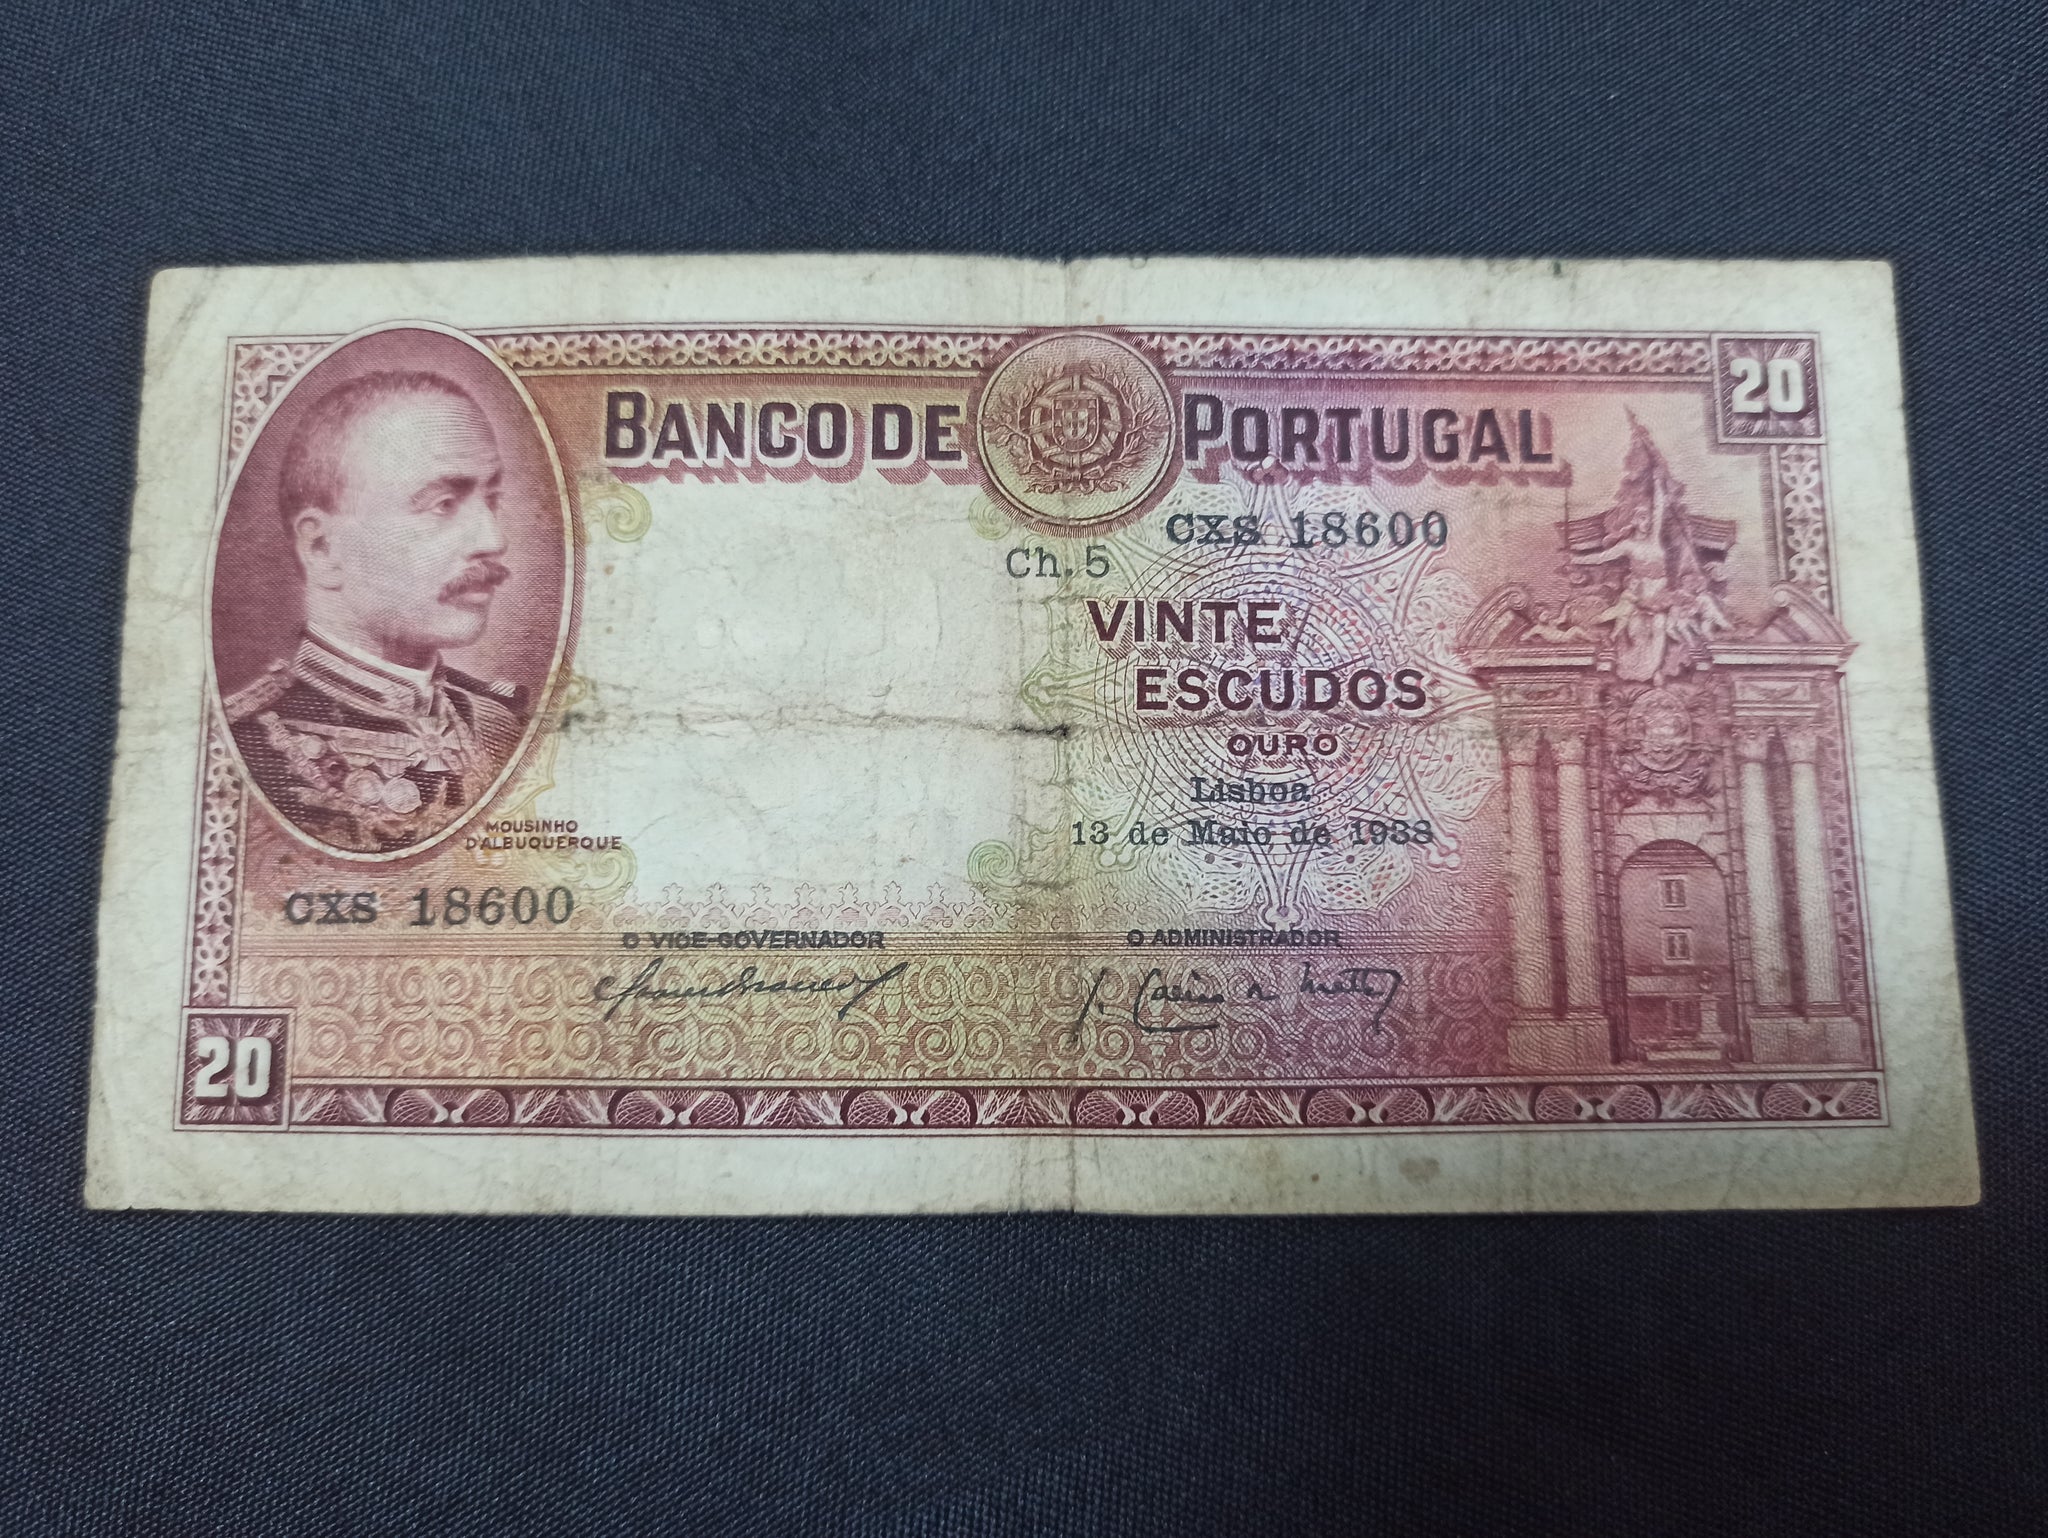 20
BANCO DE PORTUGAL
CXS 18600
Ch. 5
VINTE
ESCUDOS
OURO
Lisboa
13 de Maio de 1938
MOUSINHO
D'ALBUQUERQUE
CXS 18600
O VICE-GOVERNADOR
O ADMINISTRADOR
20